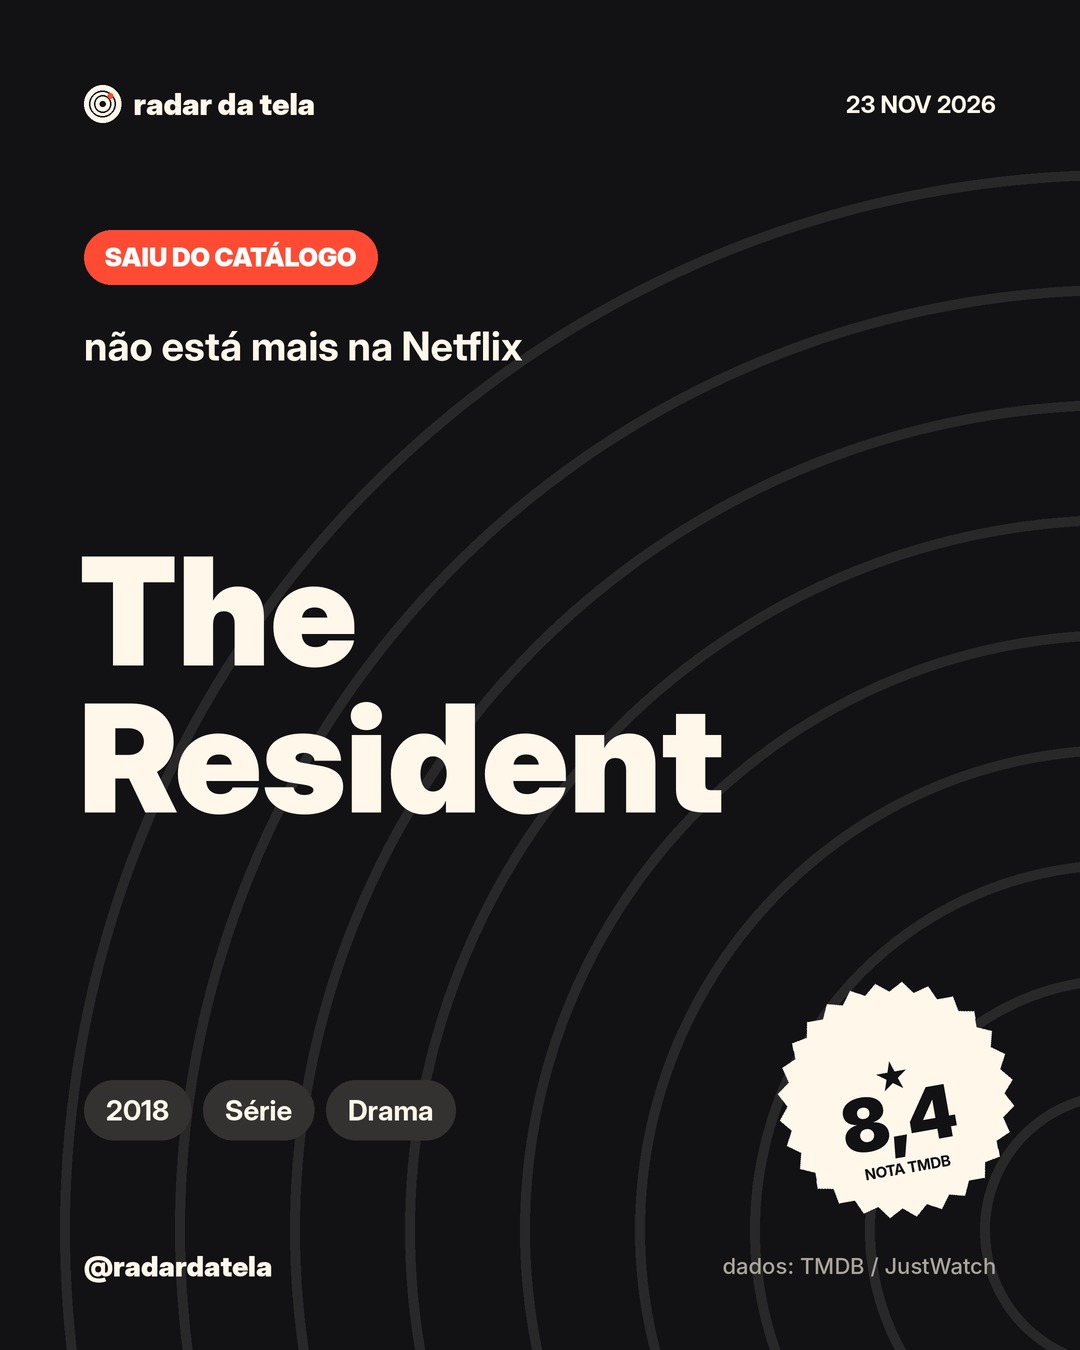 radar da tela
23 NOV 2026
SAIU DO CATÁLOGO
não está mais na Netflix
The
Resident
2018
Série
Drama
★
8,4
NOTA TMDB
@radardatela
dados: TMDB / JustWatch